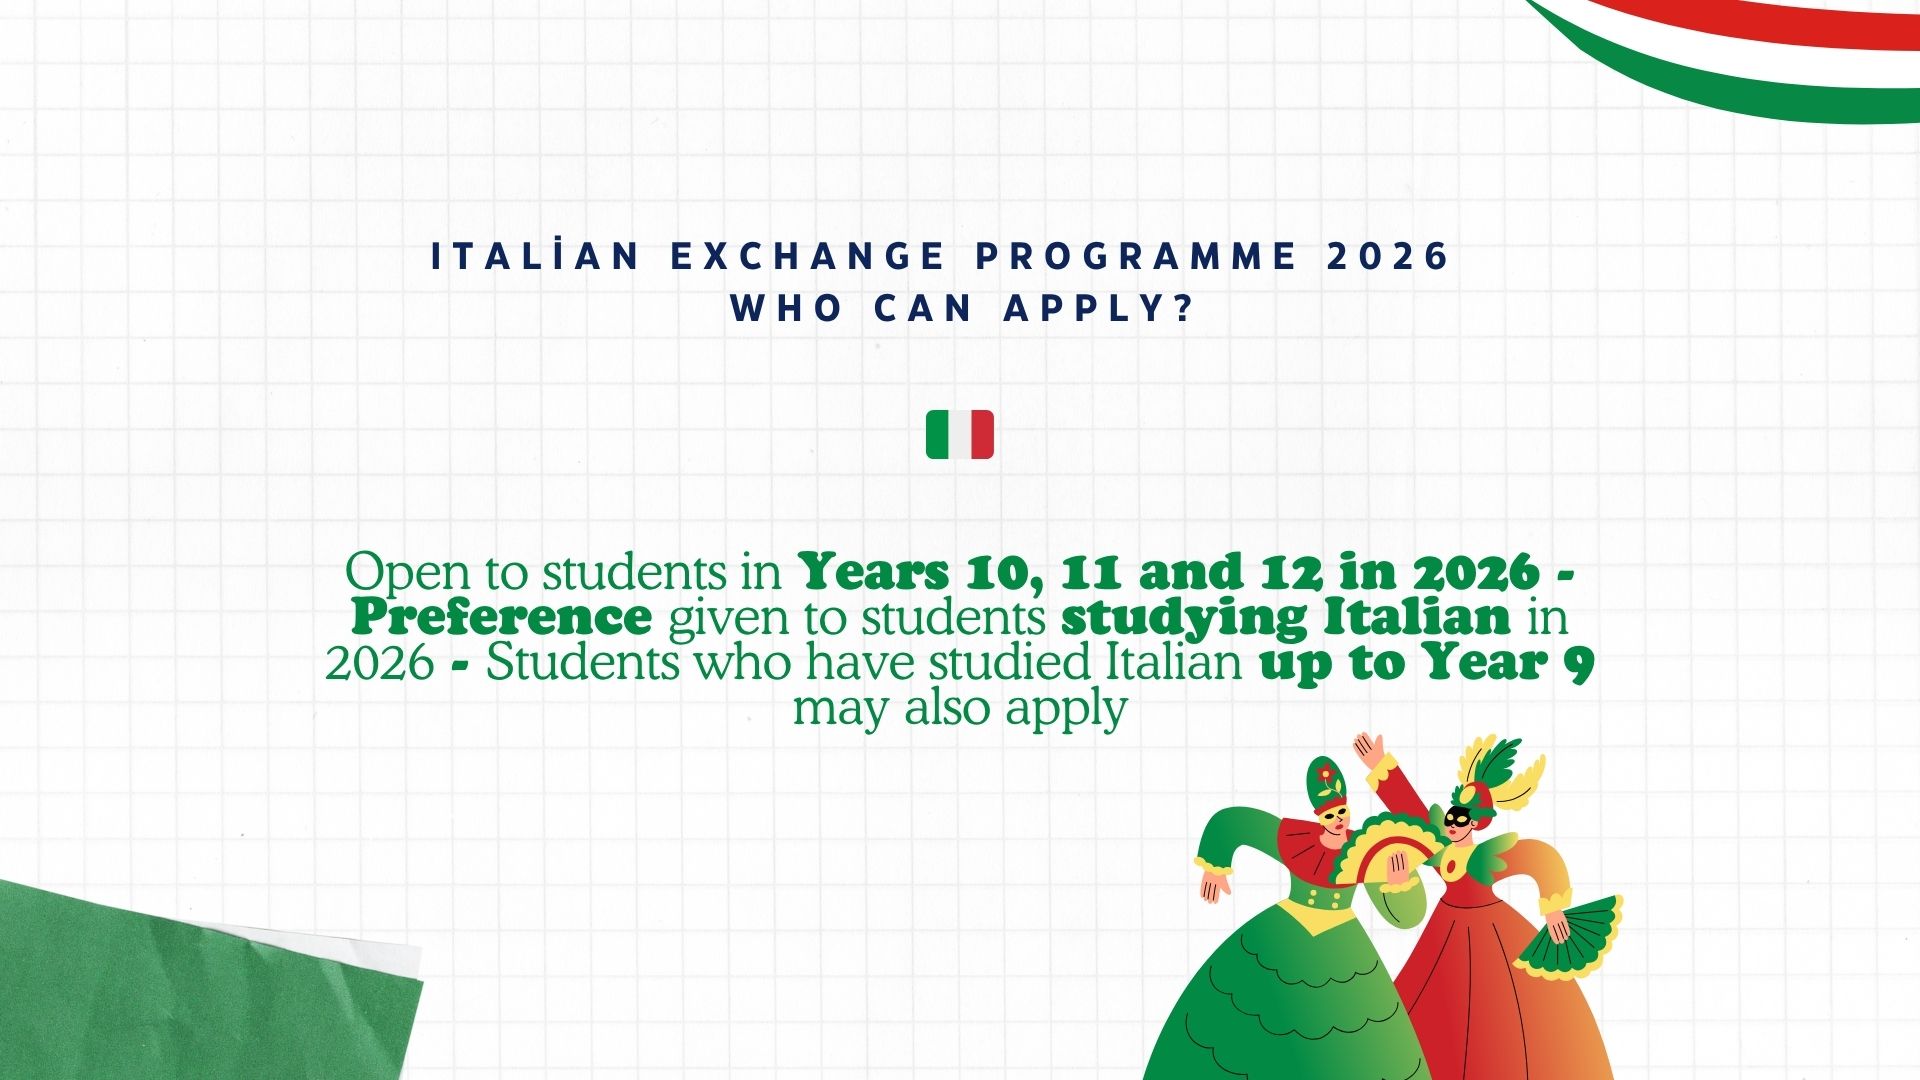 ITALİAN EXCHANGE PROGRAMME 2026
WHO CAN APPLY?
Open to students in Years 10, 11 and 12 in 2026 -
Preference given to students studying Italian in
2026 - Students who have studied Italian up to Year 9
may also apply